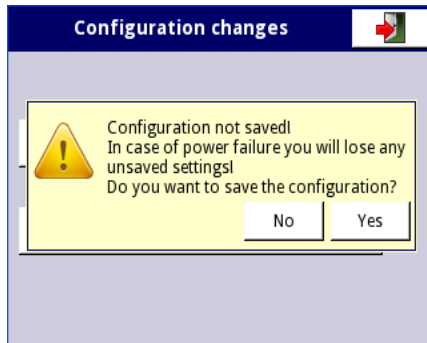 Configuration changes
Configuration not saved!
In case of power failure you will lose any
unsaved settings!
Do you want to save the configuration?
No
Yes